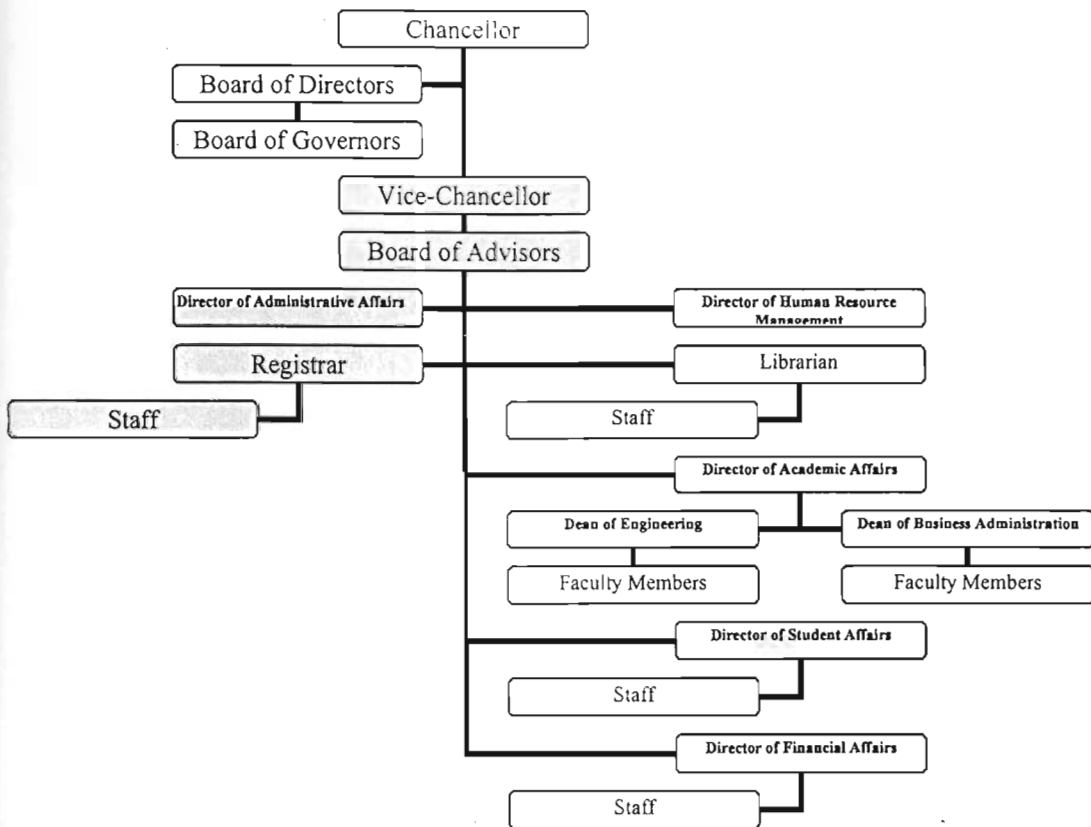 Chancellor
Board of Directors
Board of Governors
Vice-Chancellor
Board of Advisors
Director of Administrative Affairs
Director of Human Resource
Management
Registrar
Librarian
Staff
Staff
Director of Academic Affairs
Dean of Engineering
Dean of Business Administration
Faculty Members
Faculty Members
Director of Student Affairs
Staff
Director of Financial Affairs
Staff